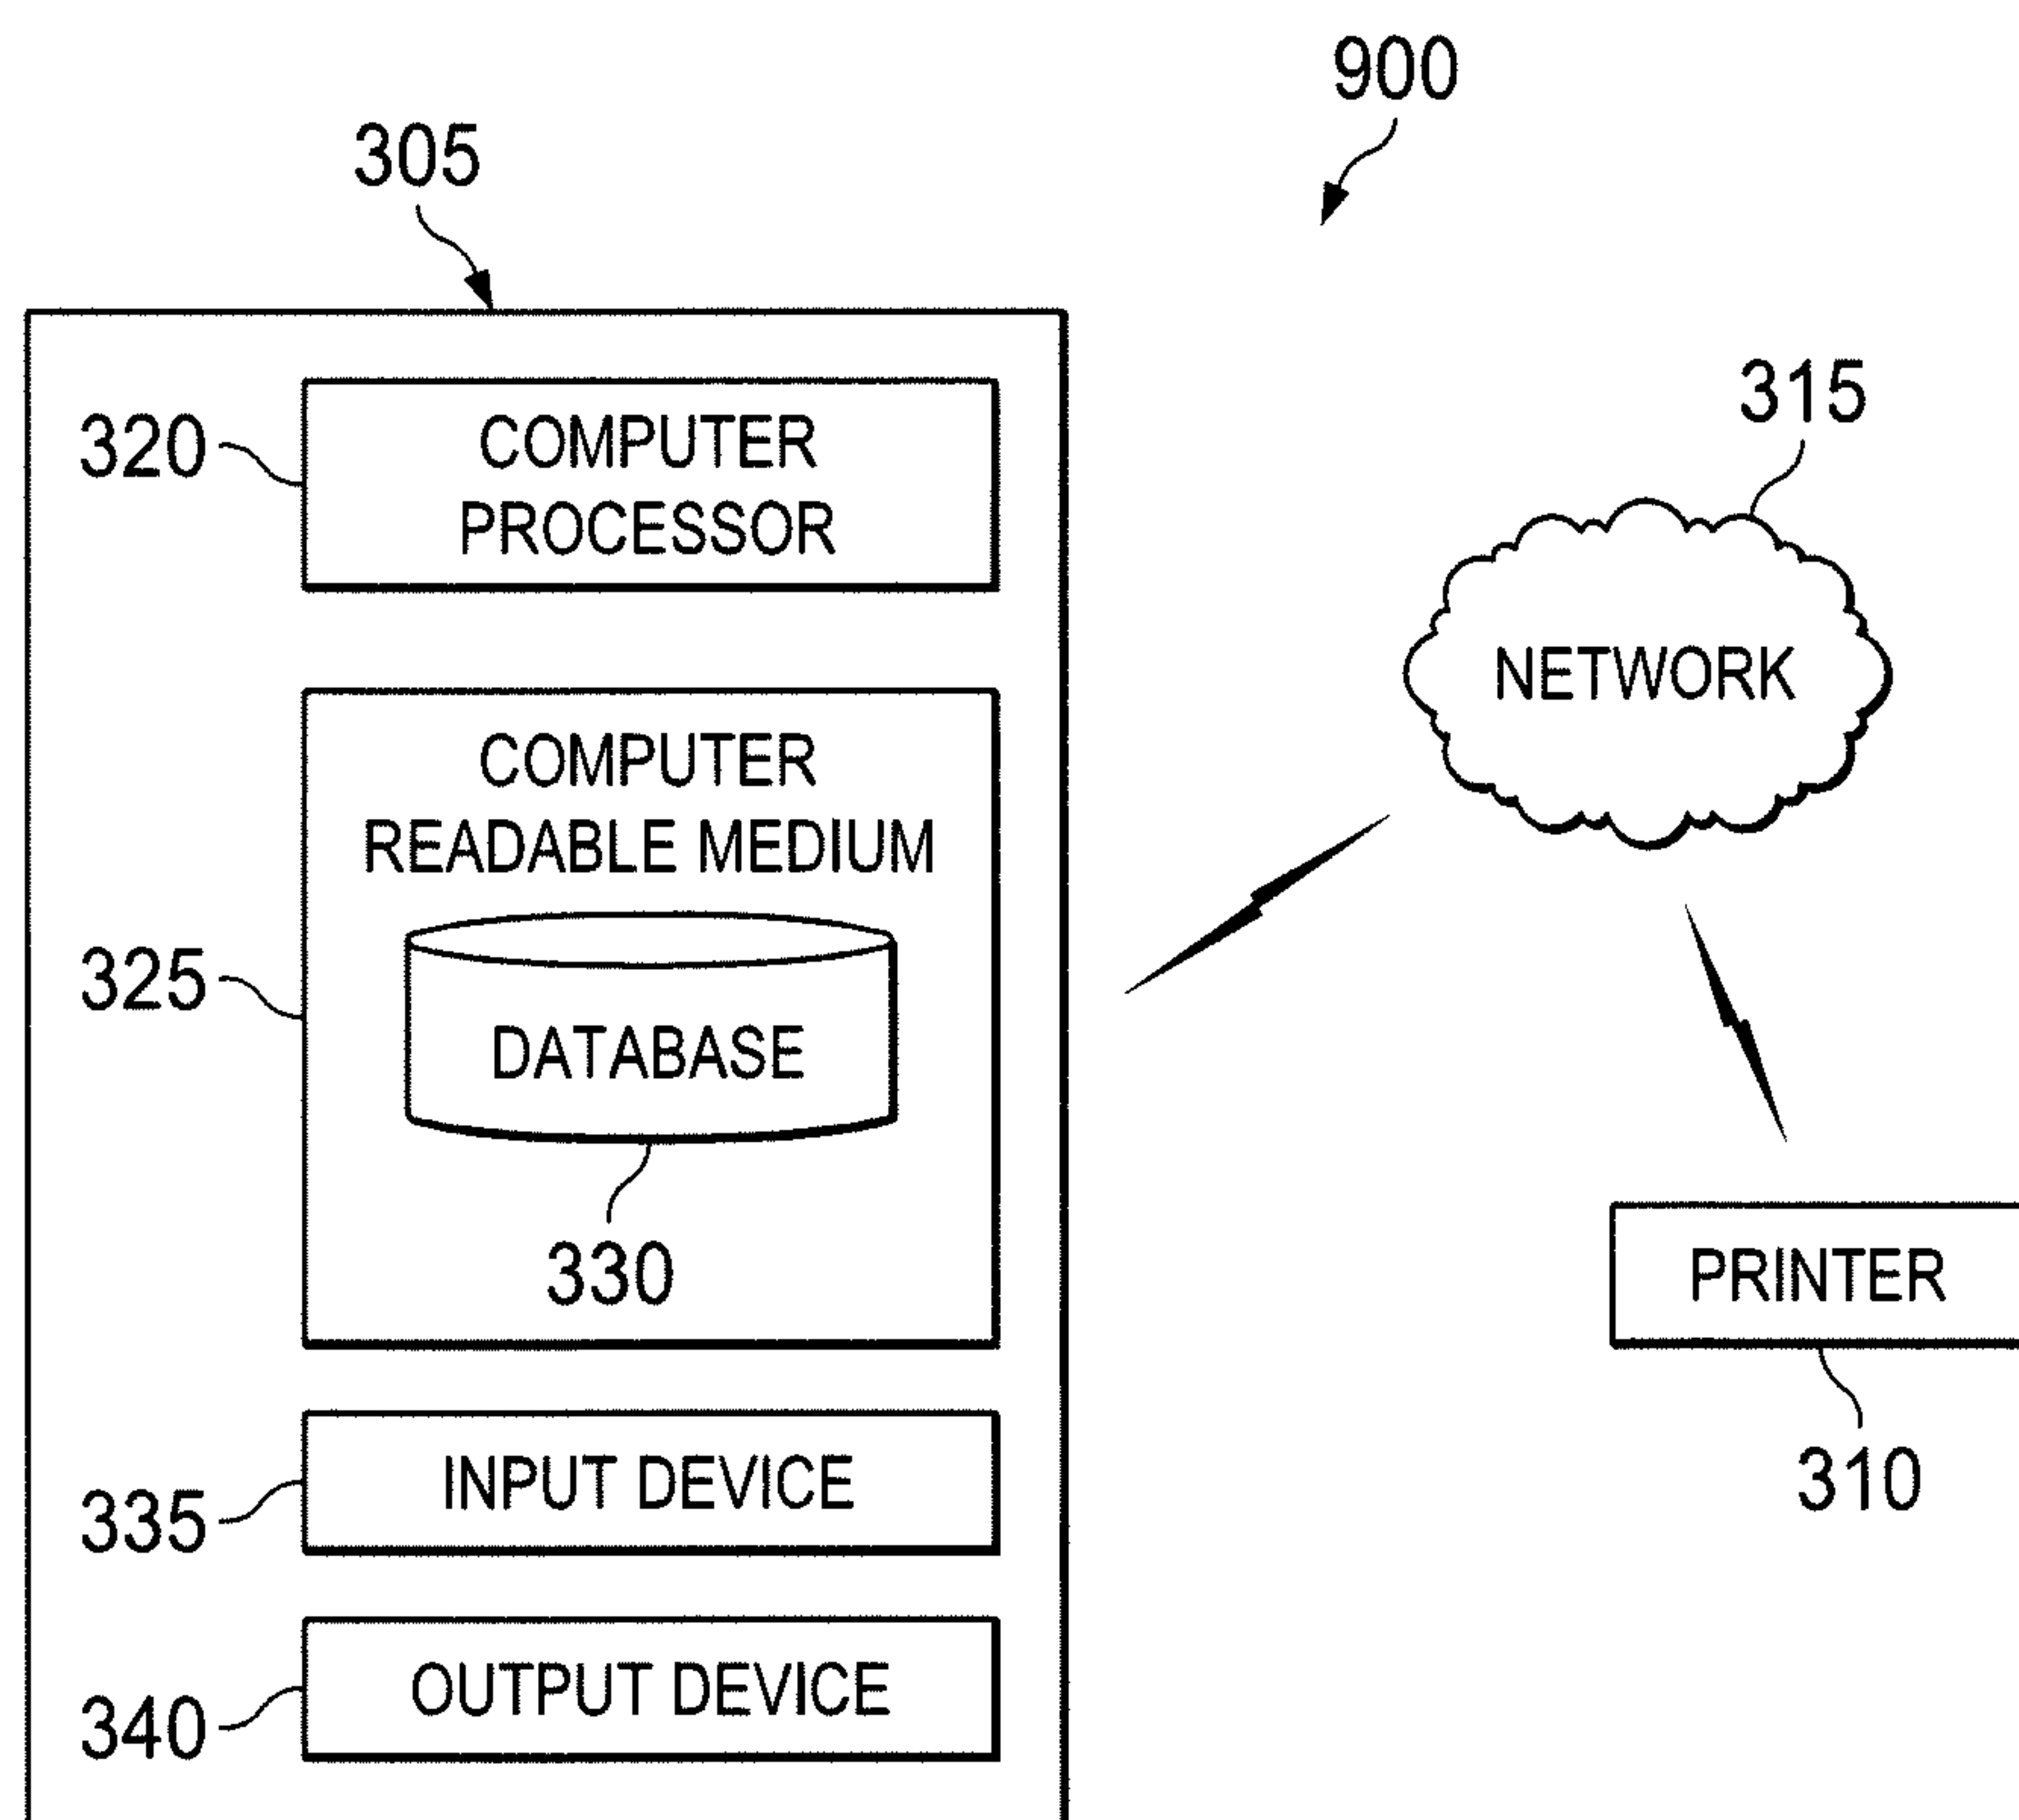 900
305
315
320
COMPUTER
PROCESSOR
NETWORK
COMPUTER
READABLE MEDIUM
325
DATABASE
330
PRINTER
310
335
INPUT DEVICE
340
OUTPUT DEVICE